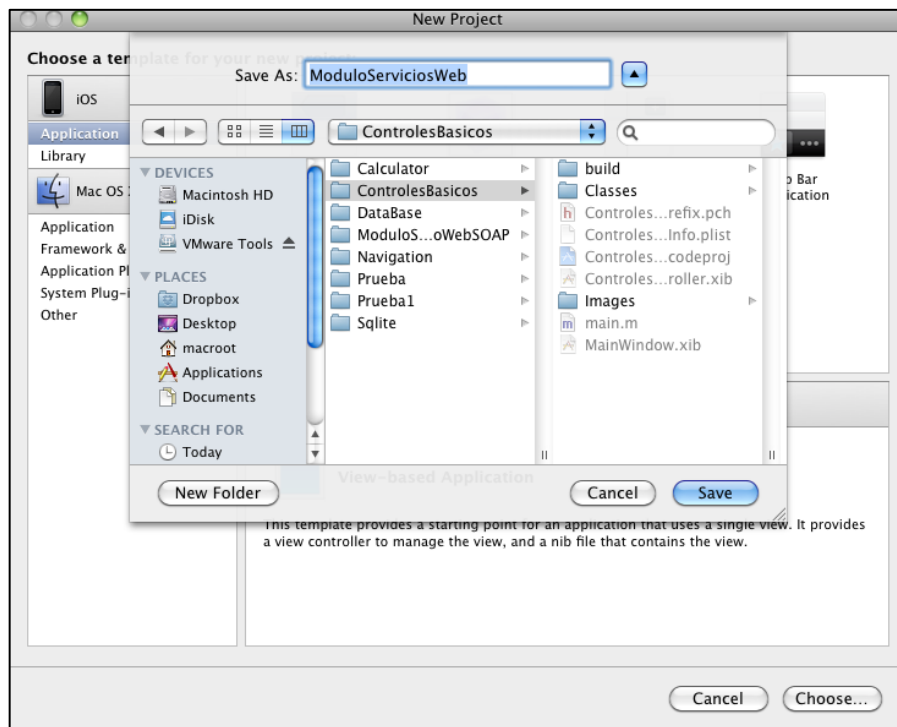 New Project
Choose a template for your new project:
Save As: ModuloServiciosWeb
iOS
Application
Library
Mac OS
Application
Framework &
Application Pl
System Plug-i
Other
ControlesBasicos
DEVICES
Macintosh HD
iDisk
VMware Tools
PLACES
Dropbox
Desktop
macroot
Applications
Documents
SEARCH FOR
Today
Calculator
ControlesBasicos
DataBase
ModuloS...oWebSOAP
Navigation
Prueba
Prueba1
Sqlite
build
Classes
Controles...refix.pch
Controles...Info.plist
Controles...codeproj
Controles...roller.xib
Images
main.m
MainWindow.xib
Bar
ication
New Folder
Cancel
Save
View-based Application
This template provides a starting point for an application that uses a single view. It provides
a view controller to manage the view, and a nib file that contains the view.
Cancel
Choose...